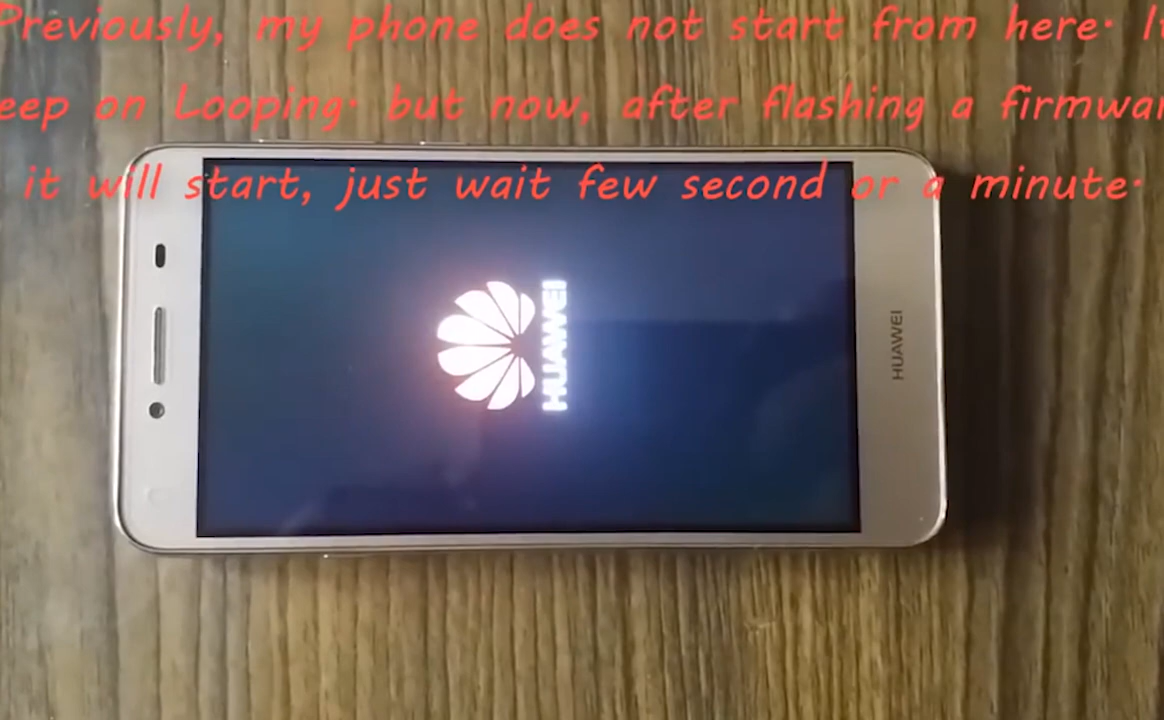 Previously, my phone does not start from here. It
eep on Looping. but now, after flashing a firmwar
it will start, just wait few second or a minute.
HUAWEI
HUAWEI